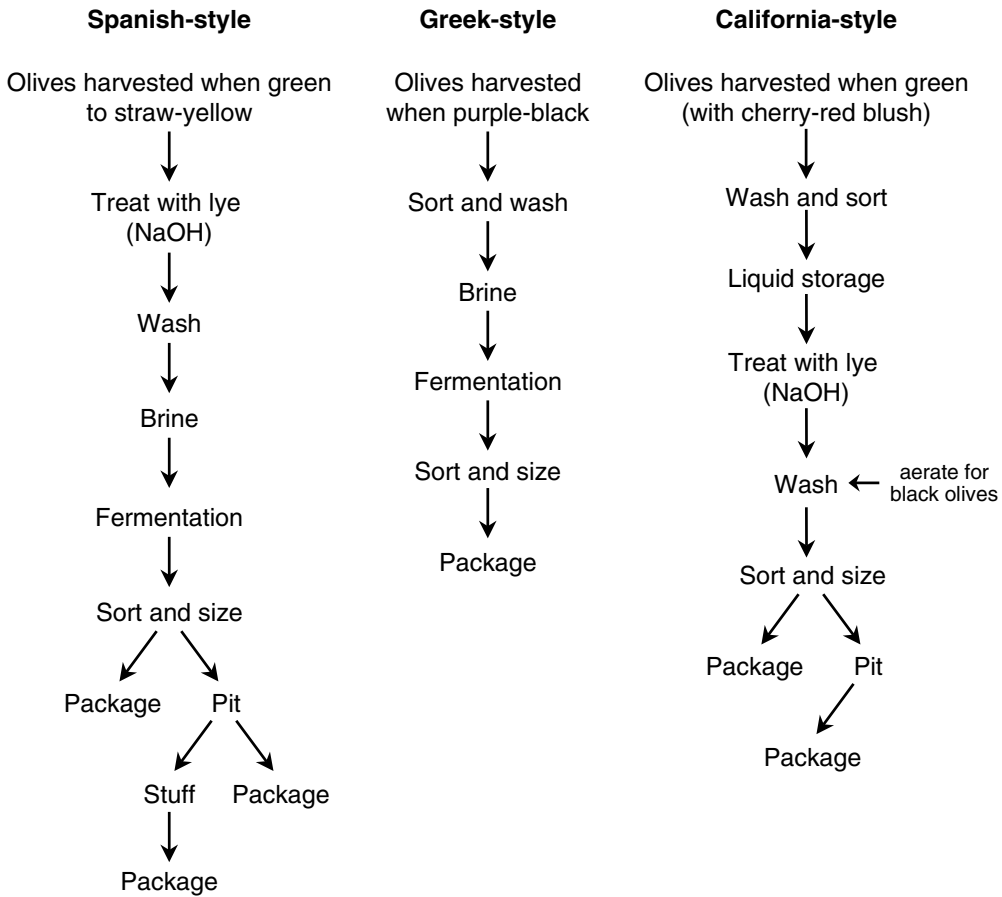 Spanish-style
Olives harvested when green
to straw-yellow
Treat with lye
(NaOH)
Wash
Brine
Fermentation
Sort and size
Package
Pit
Stuff
Package
Package
Greek-style
Olives harvested
when purple-black
Sort and wash
Brine
Fermentation
Sort and size
Package
California-style
Olives harvested when green
(with cherry-red blush)
Wash and sort
Liquid storage
Treat with lye
(NaOH)
Wash
aerate for
black olives
Sort and size
Package
Pit
Package